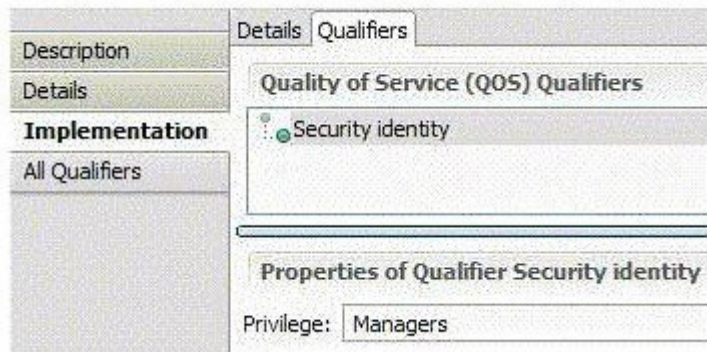 Description
Details
Implementation
All Qualifiers
Details Qualifiers
Quality of Service (QOS) Qualifiers
Security identity
Properties of Qualifier Security identity
Privilege: Managers